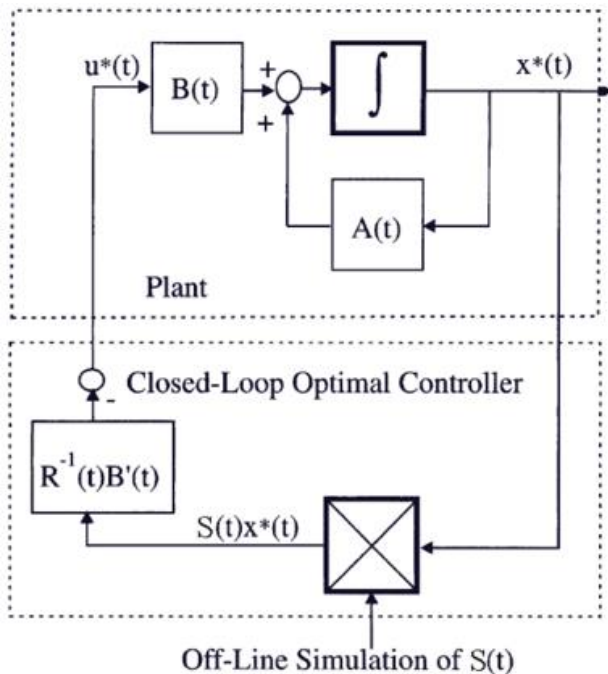 u*(t)
B(t)
+
+
∫
x*(t)
A(t)
Plant
Closed-Loop Optimal Controller
-
R⁻¹(t)B'(t)
S(t)x*(t)
Off-Line Simulation of S(t)